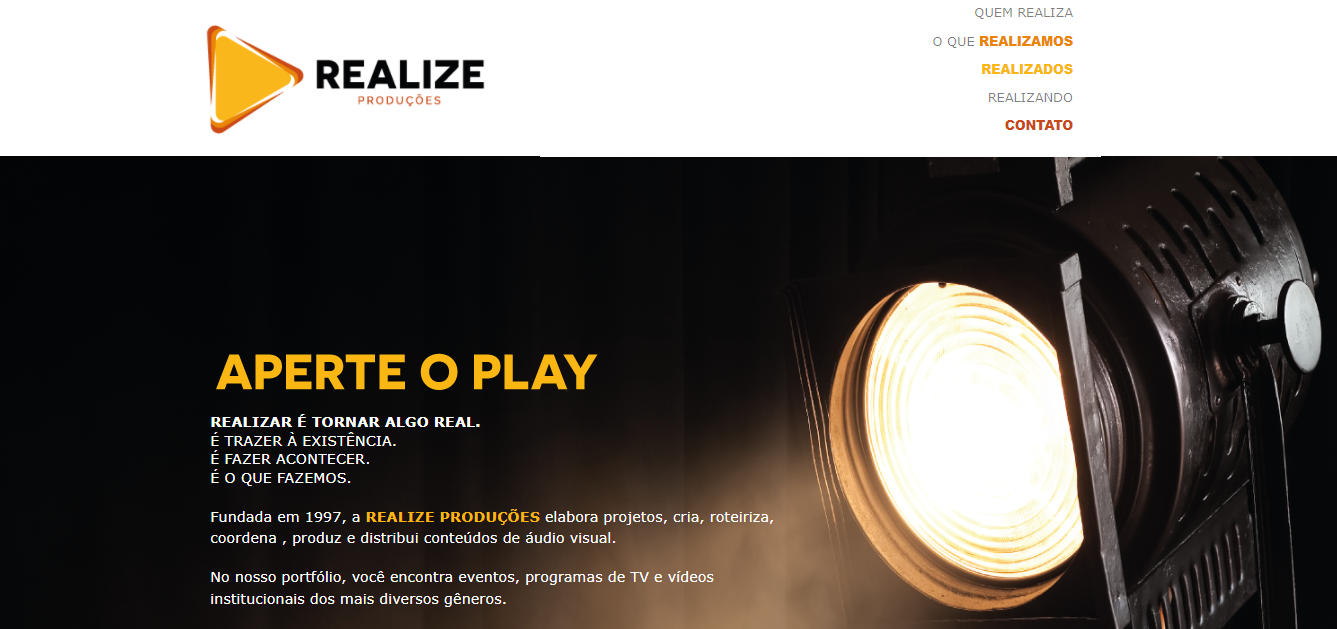 REALIZE
PRODUÇÕES
QUEM REALIZA
O QUE REALIZAMOS
REALIZADOS
REALIZANDO
CONTATO
APERTE O PLAY
REALIZAR É TORNAR ALGO REAL.
É TRAZER À EXISTÊNCIA.
É FAZER ACONTECER.
É O QUE FAZEMOS.
Fundada em 1997, a REALIZE PRODUÇÕES elabora projetos, cria, roteiriza,
coordena , produz e distribui conteúdos de áudio visual.
No nosso portfólio, você encontra eventos, programas de TV e vídeos
institucionais dos mais diversos gêneros.